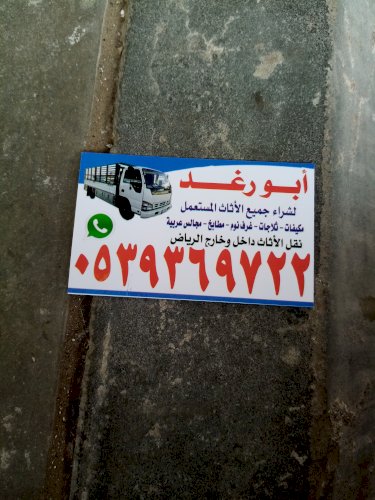 أبو رغد
لشراء جميع الأثاث المستعمل
مكيفات - ثلاجات - غرف نوم - مطابخ - مجالس عربية
نقل الأثاث داخل وخارج الرياض
٠٥٣٩٣٦٩٧٢٢